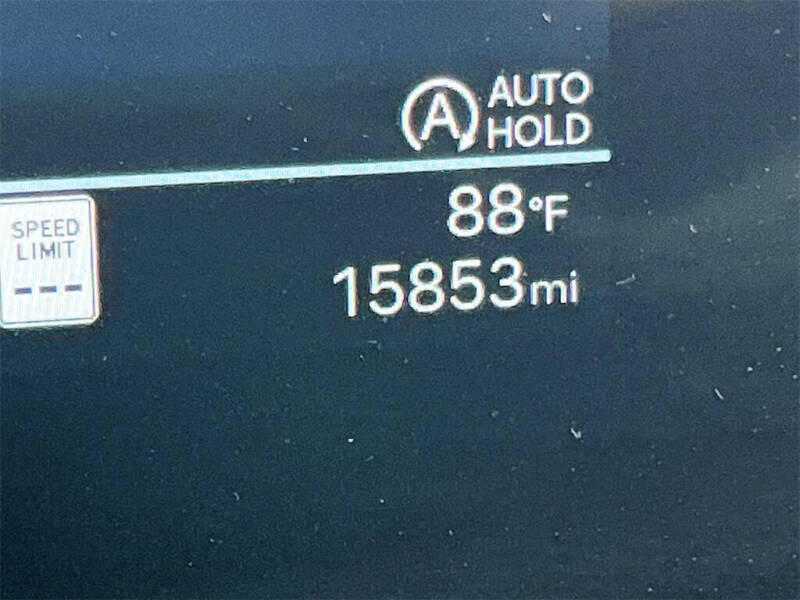 A AUTO
HOLD
88°F
SPEED
LIMIT
---
15853mi